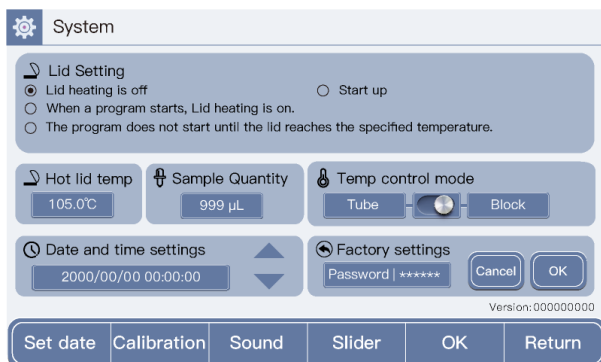 System
Lid Setting
Lid heating is off
Start up
When a program starts, Lid heating is on.
The program does not start until the lid reaches the specified temperature.
Hot lid temp
105.0℃
Sample Quantity
999 μL
Temp control mode
Tube
Block
Date and time settings
2000/00/00 00:00:00
Factory settings
Password | ******
Cancel
OK
Version:000000000
Set date
Calibration
Sound
Slider
OK
Return